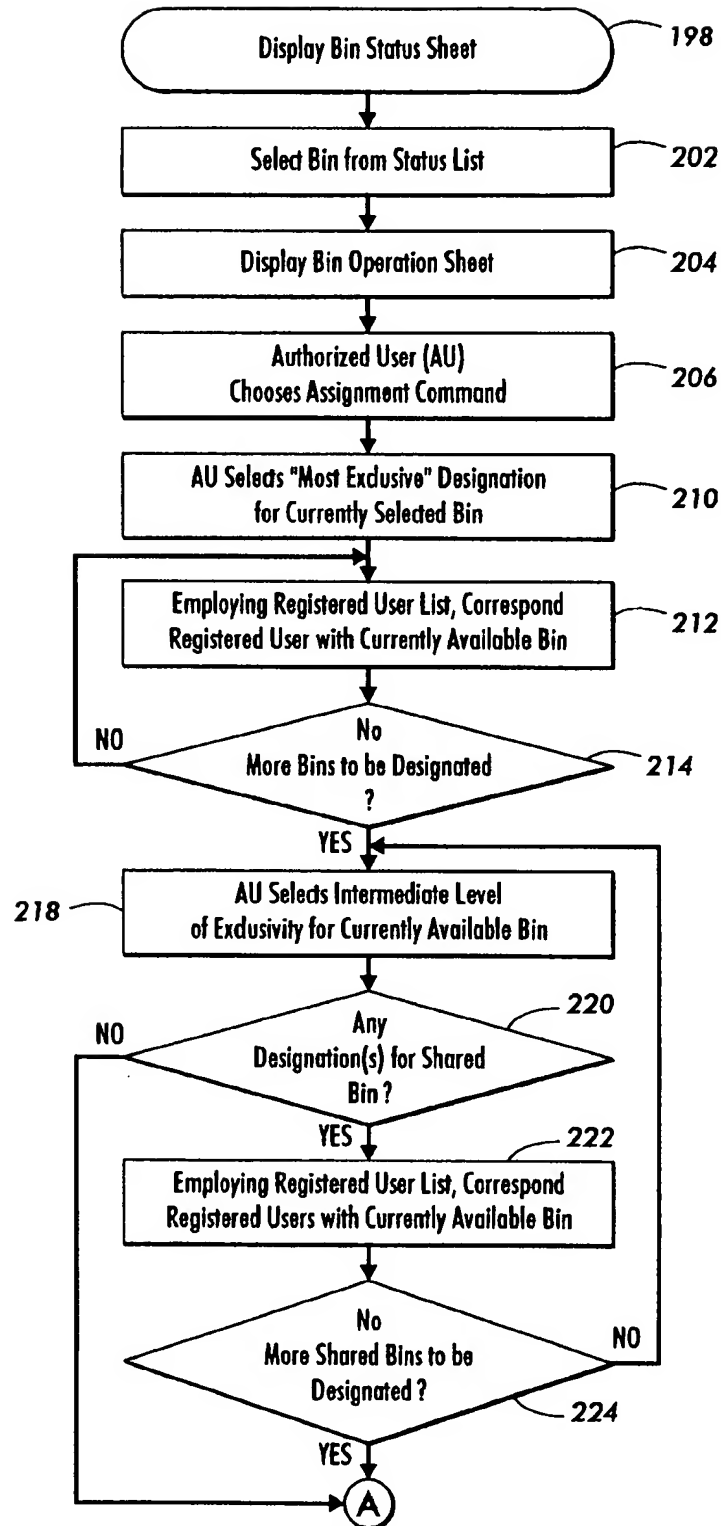 Display Bin Status Sheet
198
Select Bin from Status List
202
Display Bin Operation Sheet
204
Authorized User (AU)
Chooses Assignment Command
206
AU Selects "Most Exclusive" Designation
for Currently Selected Bin
210
Employing Registered User List, Correspond
Registered User with Currently Available Bin
212
NO
No
More Bins to be Designated
?
214
YES
218
AU Selects Intermediate Level
of Exclusivity for Currently Available Bin
220
NO
Any
Designation(s) for Shared
Bin ?
YES
222
Employing Registered User List, Correspond
Registered Users with Currently Available Bin
No
More Shared Bins to be
Designated ?
NO
224
YES
A